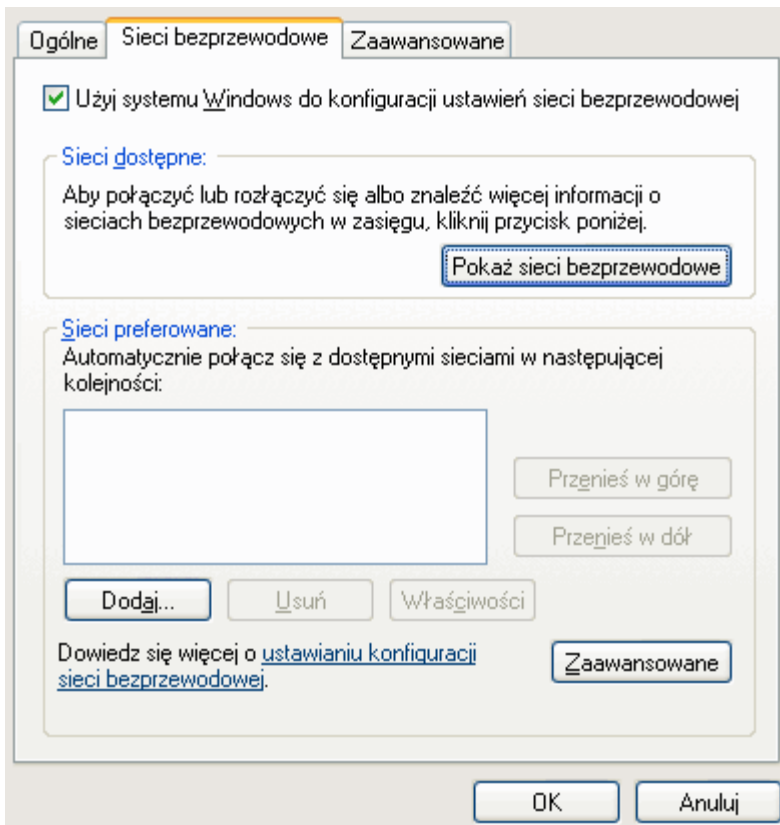 Ogólne
Sieci bezprzewodowe
Zaawansowane
Użyj systemu Windows do konfiguracji ustawień sieci bezprzewodowej
Sieci dostępne:
Aby połączyć lub rozłączyć się albo znaleźć więcej informacji o
sieciach bezprzewodowych w zasięgu, kliknij przycisk poniżej.
Pokaż sieci bezprzewodowe
Sieci preferowane:
Automatycznie połącz się z dostępnymi sieciami w następującej
kolejności:
Przenieś w górę
Przenieś w dół
Dodaj...
Usuń
Właściwości
Dowiedz się więcej o ustawianiu konfiguracji
sieci bezprzewodowej.
Zaawansowane
OK
Anuluj